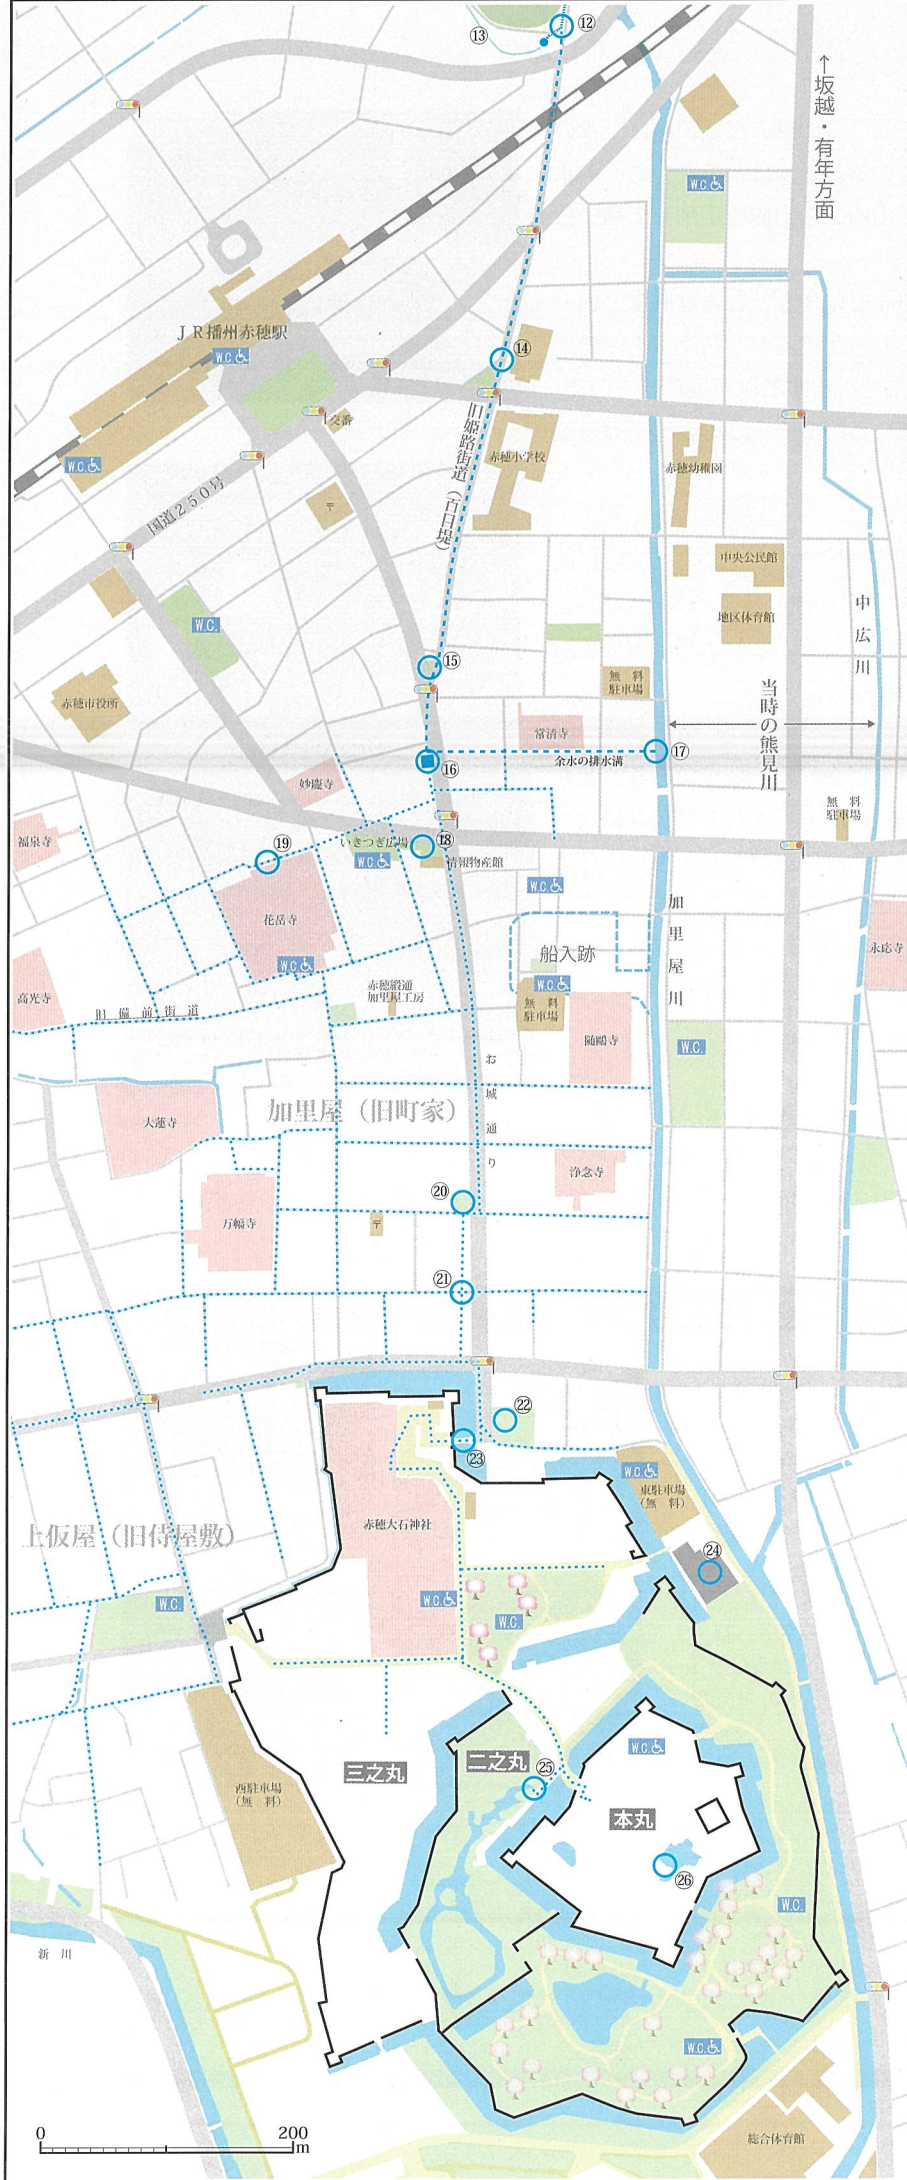 ⑫
⑬
↑坂越・有年方面
W.C.
JR播州赤穂駅
W.C.
⑭
交番
旧姫路街道（百目堤）
赤穂小学校
赤穂幼稚園
W.C.
国道250号
〒
中央公民館
地区体育館
中広川
W.C.
⑮
無料
駐車場
赤穂市役所
当時の熊見川
常清寺
⑰
余水の排水溝
⑯
妙慶寺
無料
駐車場
福泉寺
⑲
いきつぎ広場
⑱
W.C.
情報物産館
W.C.
加里屋川
花岳寺
永応寺
船入跡
W.C.
W.C.
高光寺
赤穂緞通
加里屋工房
無料
駐車場
旧備前街道
随鷗寺
W.C.
お城通り
加里屋（旧町家）
大蓮寺
浄念寺
⑳
万福寺
〒
㉑
㉒
㉓
W.C.
東駐車場
（無料）
赤穂大石神社
上仮屋（旧侍屋敷）
㉔
W.C.
W.C.
W.C.
W.C.
三之丸
二之丸
㉕
西駐車場
（無料）
本丸
㉖
W.C.
新川
W.C.
総合体育館
0
200
m